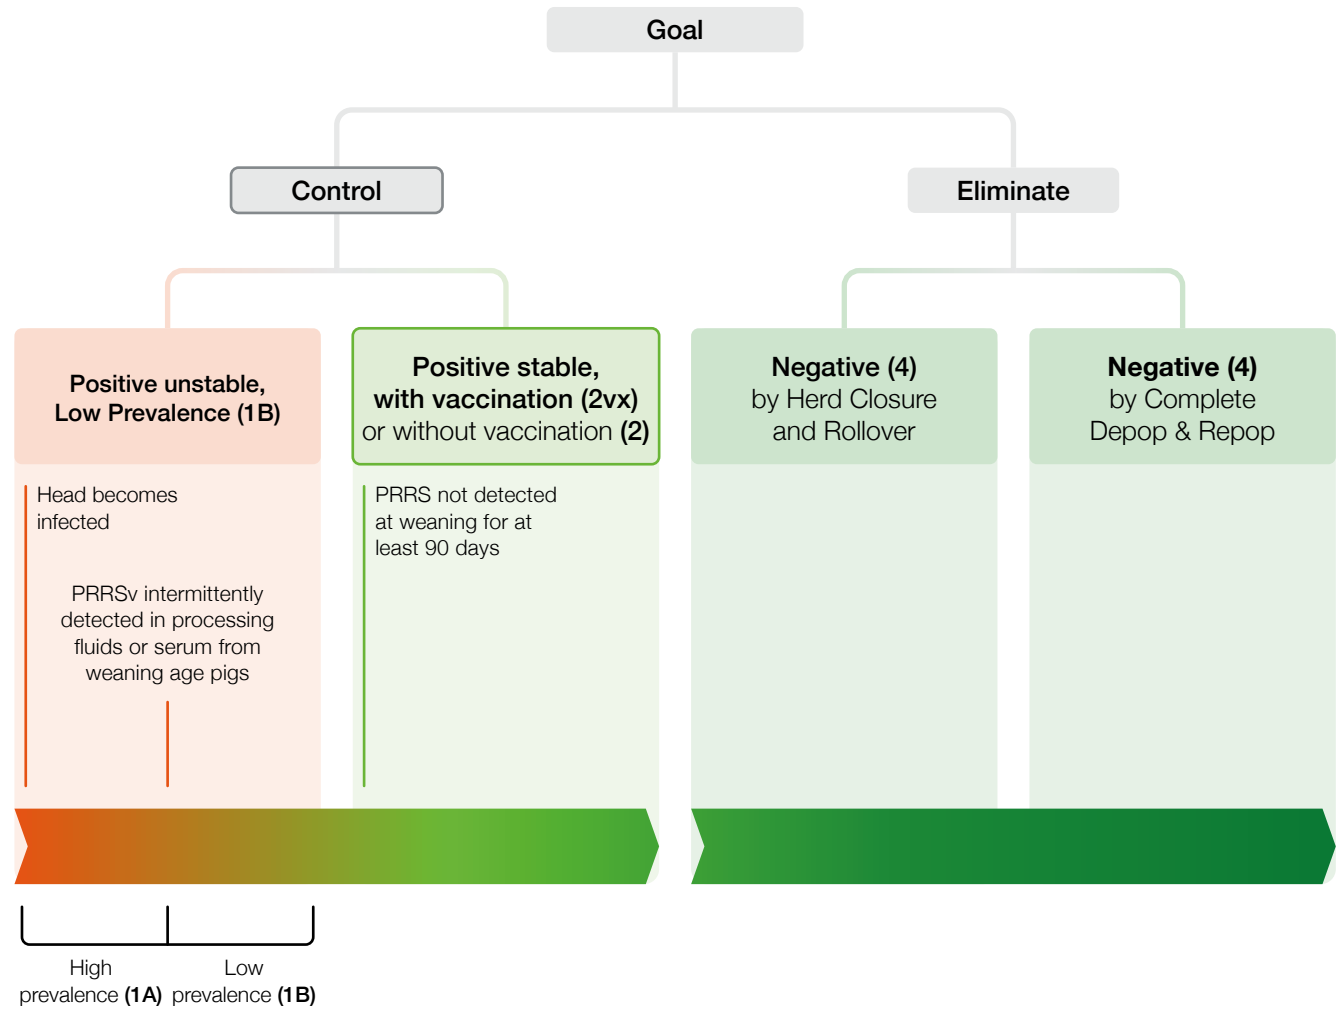 Goal
Control
Eliminate
Positive unstable,
Low Prevalence (1B)
Positive stable,
with vaccination (2vx)
or without vaccination (2)
Negative (4)
by Herd Closure
and Rollover
Negative (4)
by Complete
Depop & Repop
Head becomes
infected
PRRSv intermittently
detected in processing
fluids or serum from
weaning age pigs
PRRS not detected
at weaning for at
least 90 days
High
prevalence (1A)
Low
prevalence (1B)